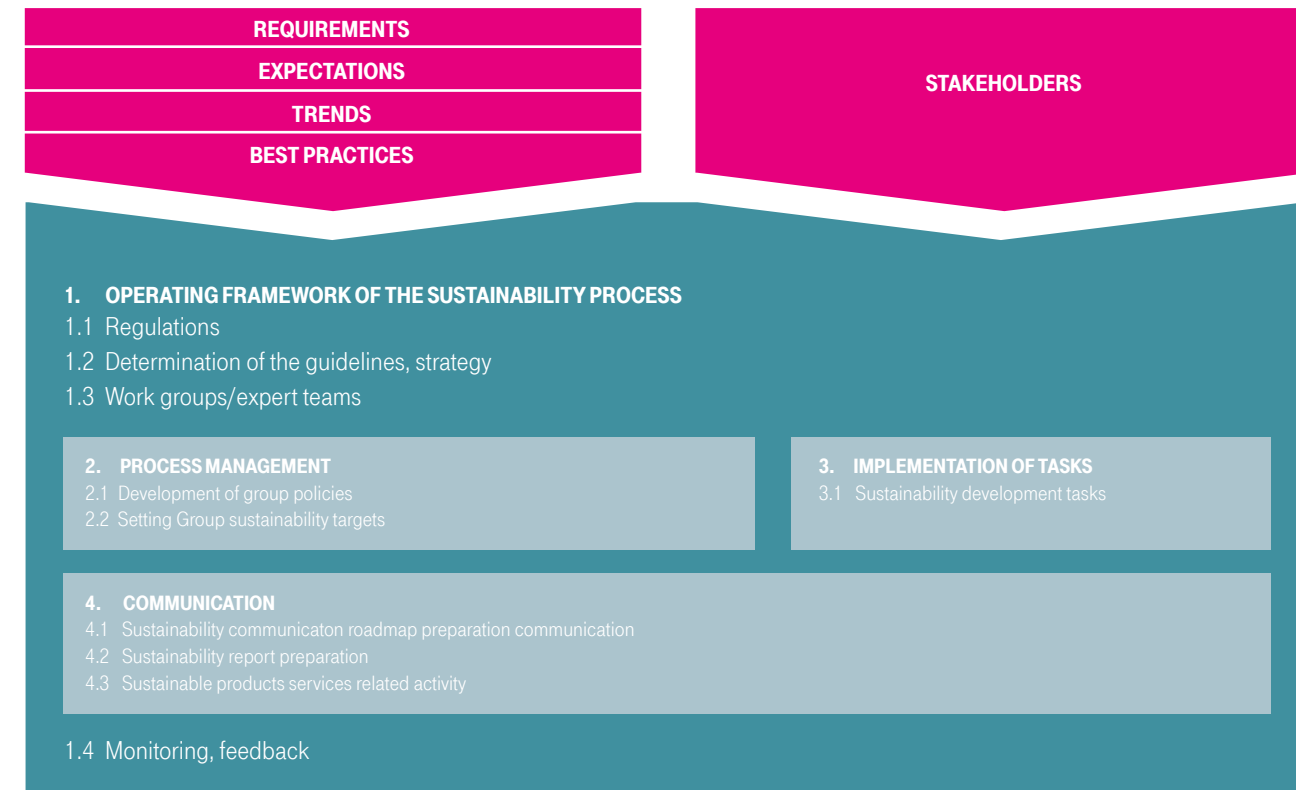 REQUIREMENTS
EXPECTATIONS
TRENDS
BEST PRACTICES
STAKEHOLDERS
1. OPERATING FRAMEWORK OF THE SUSTAINABILITY PROCESS
1.1 Regulations
1.2 Determination of the guidelines, strategy
1.3 Work groups/expert teams
2. PROCESS MANAGEMENT
2.1 Development of group policies
2.2 Setting Group sustainability targets
3. IMPLEMENTATION OF TASKS
3.1 Sustainability development tasks
4. COMMUNICATION
4.1 Sustainability communicaton roadmap preparation communication
4.2 Sustainability report preparation
4.3 Sustainable products services related activity
1.4 Monitoring, feedback